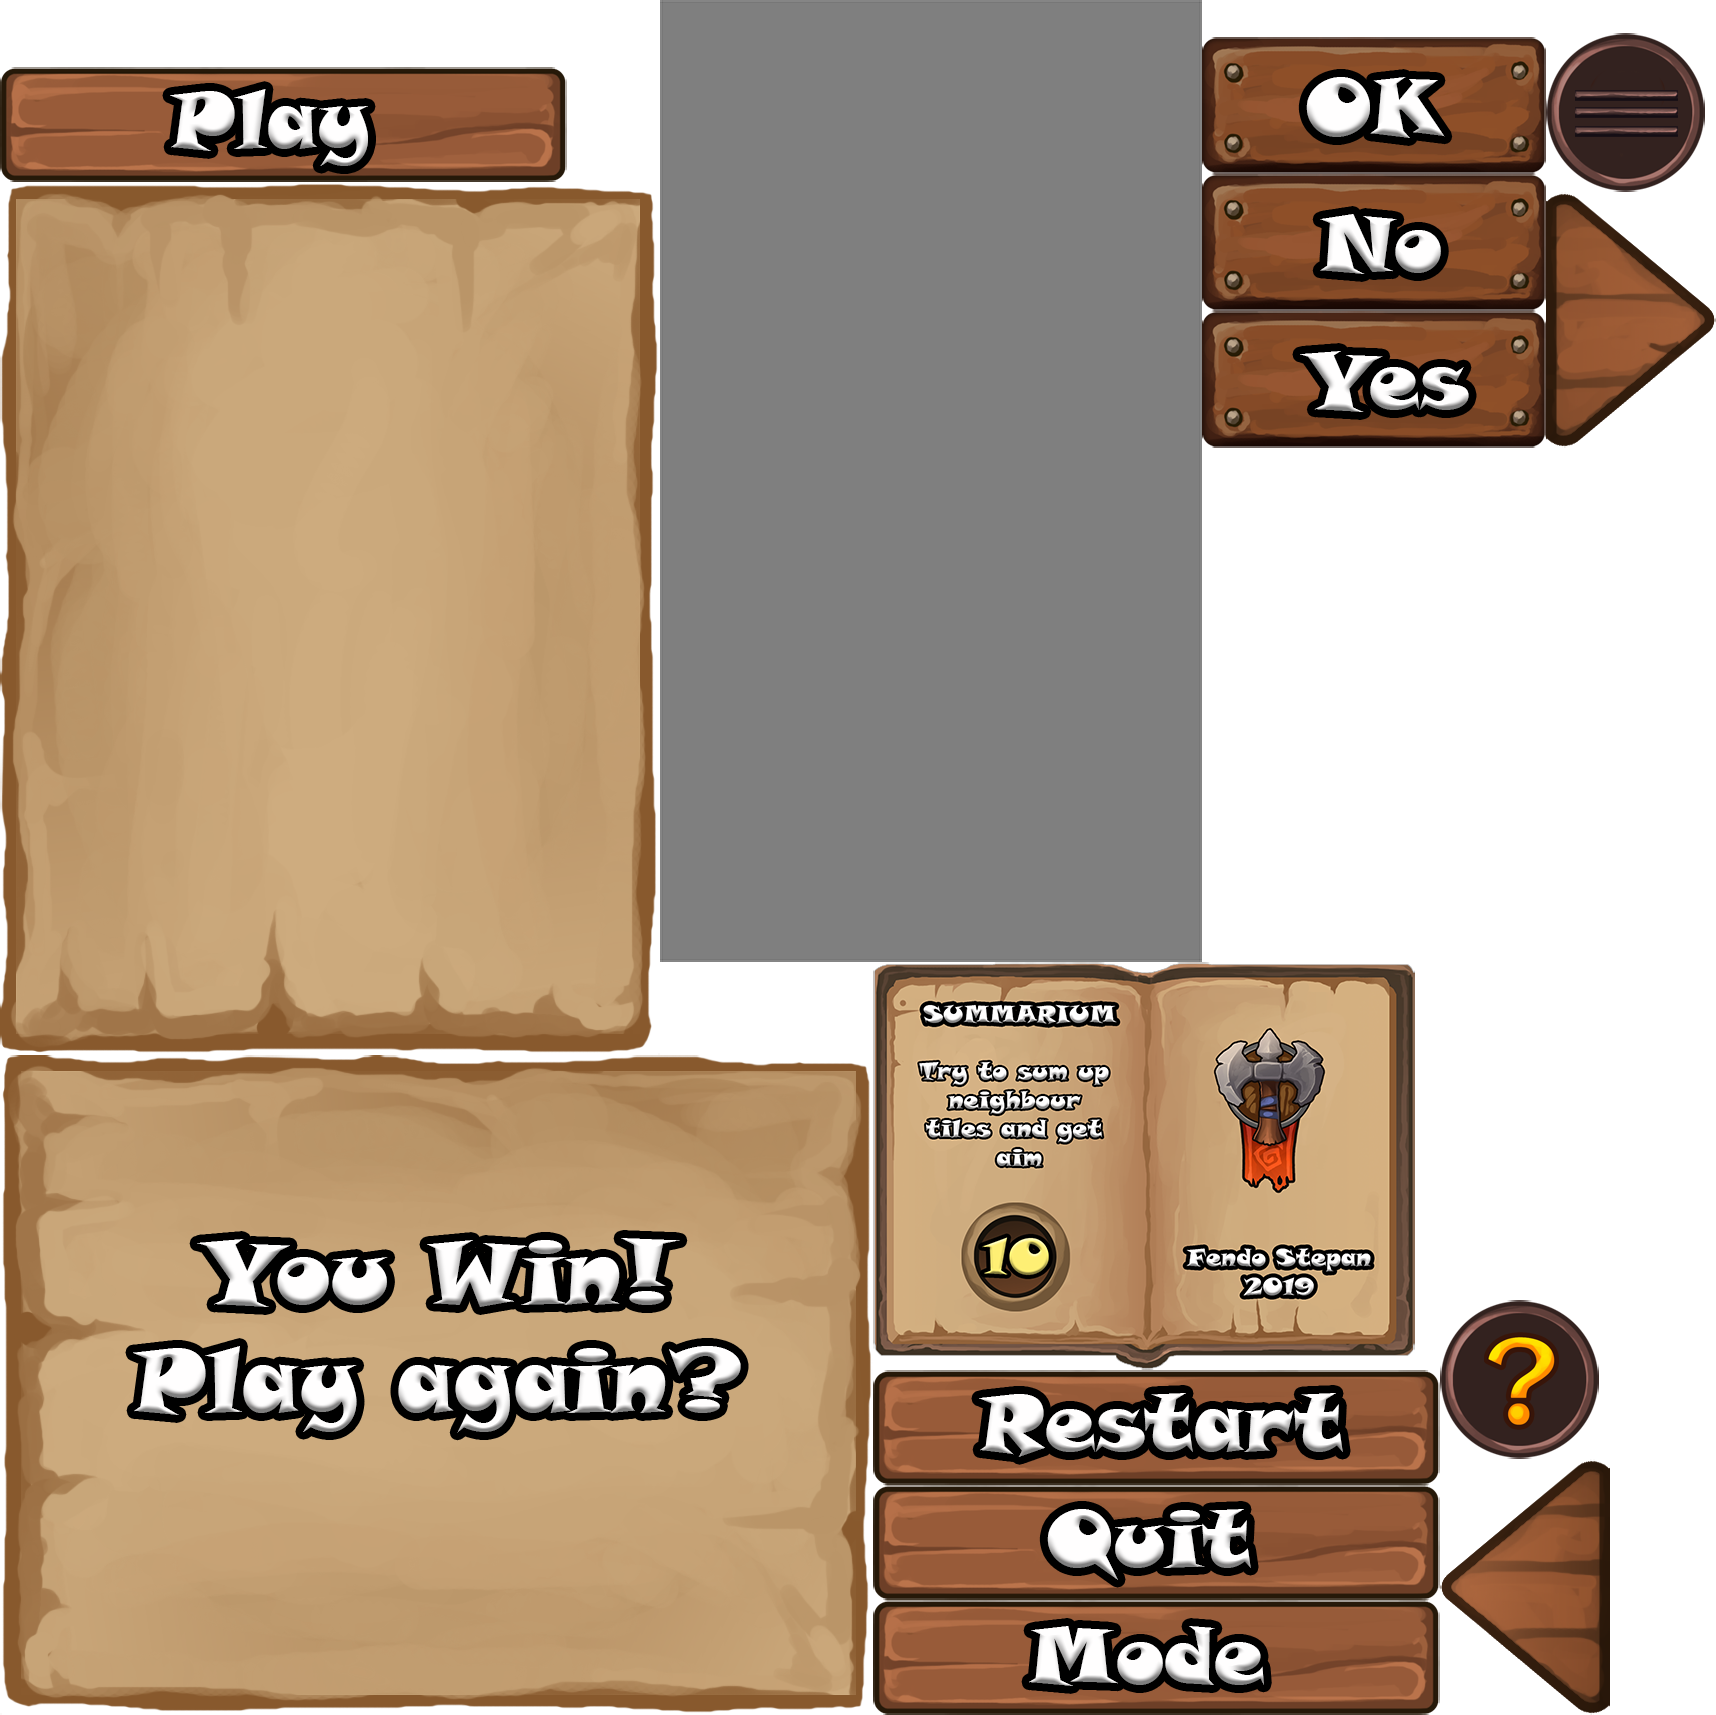 Play
OK
No
Yes
SUMMARIUM
Try to sum up
neighbour
tiles and get
aim
10
Fendo Stepan
2019
You Win!
Play again?
?
Restart
Quit
Mode